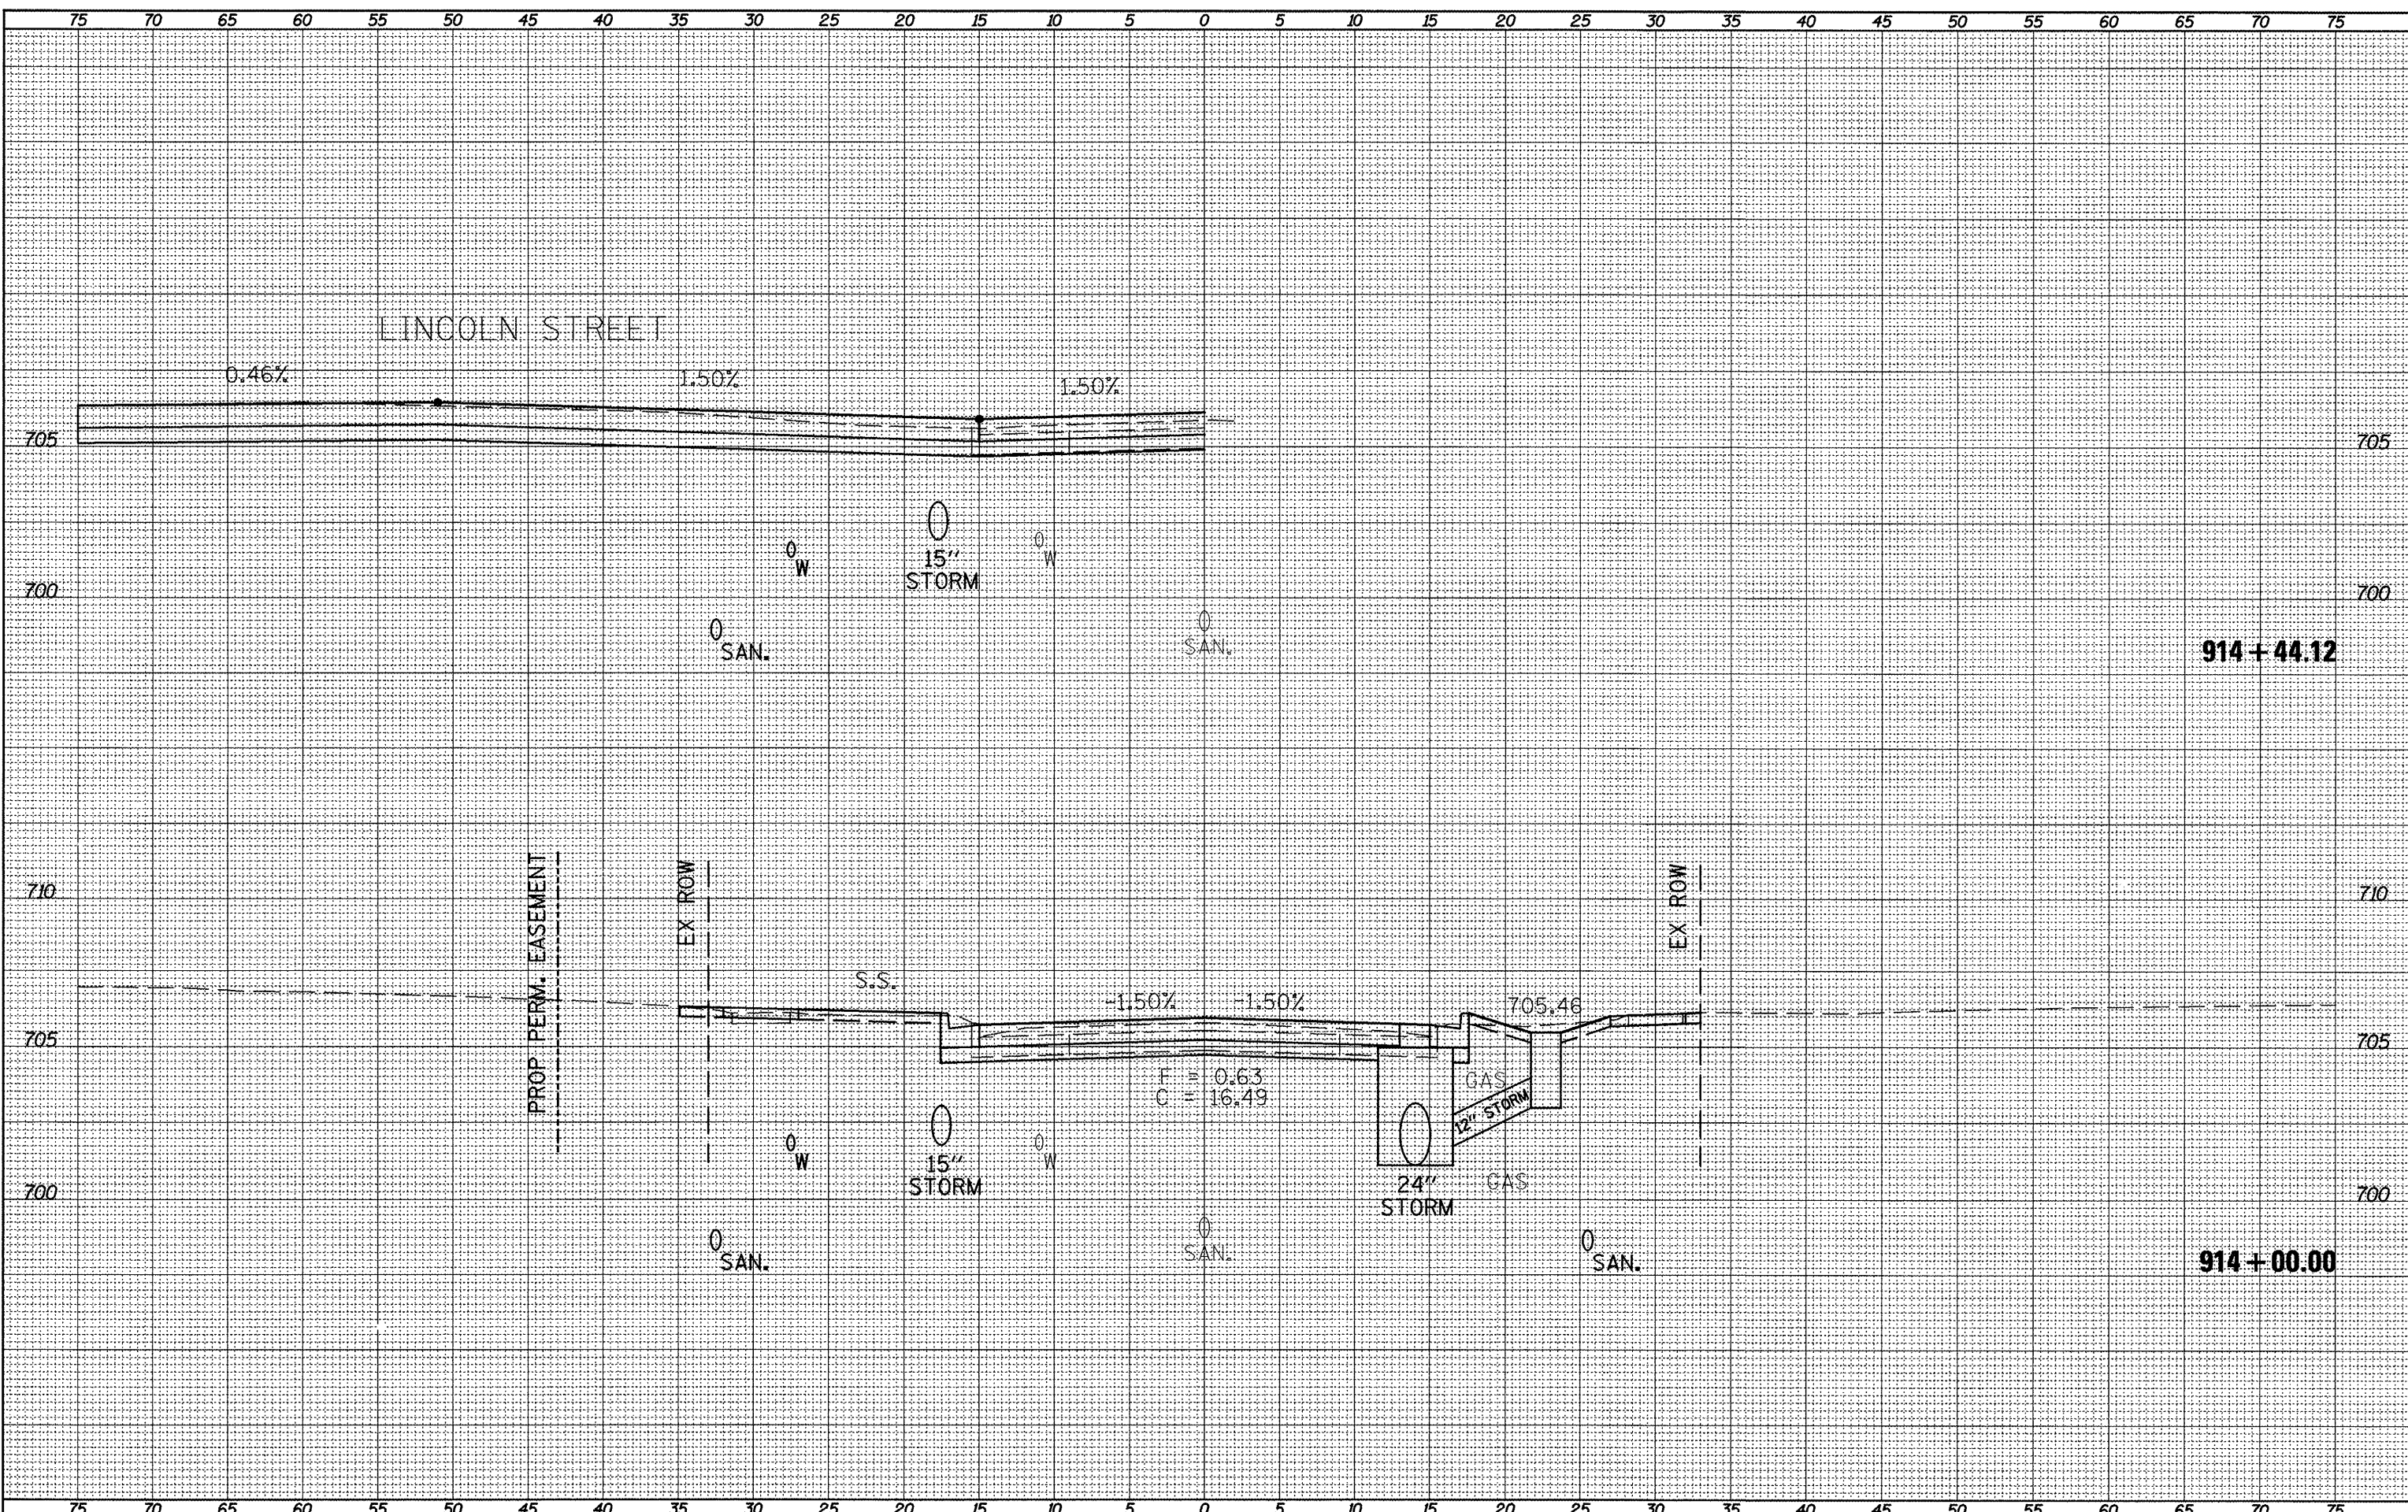 75 70 65 60 55 50 45 40 35 30 25 20 15 10 5 0 5 10 15 20 25 30 35 40 45 50 55 60 65 70 75
LINCOLN STREET
0.46% 1.50% 1.50%
705 705
15"
STORM
W
W
700 700
SAN.
SAN.
914+44.12
PROP PERM. EASEMENT
EX ROW
EX ROW
710 710
S.S.
-1.50% -1.50%
705.46
705 705
F = 0.63
C = 16.49
GAS
12" STORM
W
W
15"
STORM
24"
STORM
GAS
700 700
SAN.
SAN.
SAN.
914+00.00
75 70 65 60 55 50 45 40 35 30 25 20 15 10 5 0 5 10 15 20 25 30 35 40 45 50 55 60 65 70 75